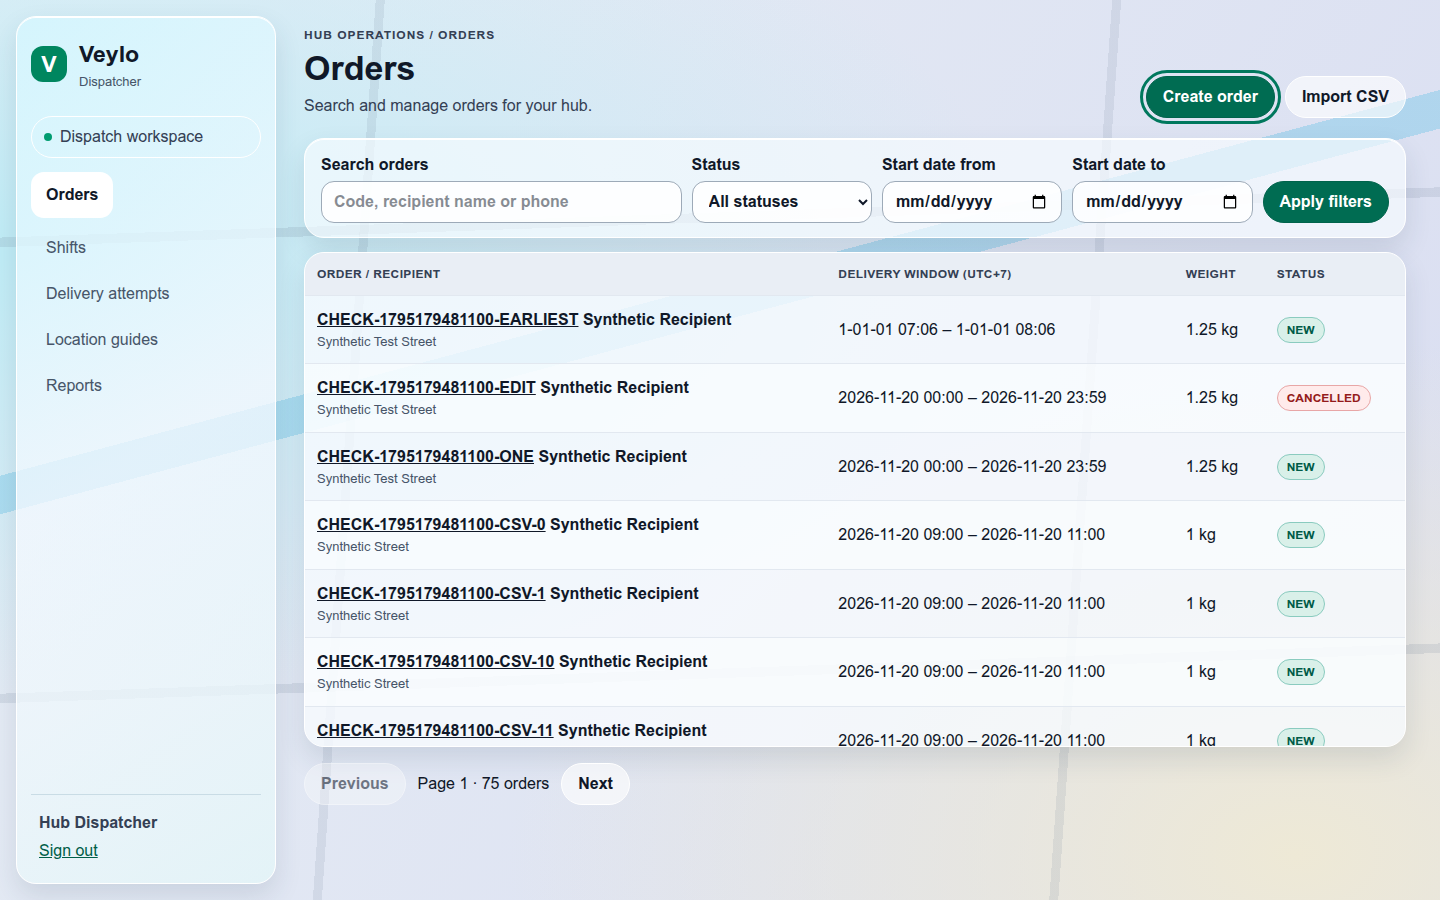 V
Veylo
Dispatcher
Dispatch workspace
Orders
Shifts
Delivery attempts
Location guides
Reports
Hub Dispatcher
Sign out
HUB OPERATIONS / ORDERS
Orders
Search and manage orders for your hub.
Create order
Import CSV
Search orders
Code, recipient name or phone
Status
All statuses
Start date from
mm/dd/yyyy
Start date to
mm/dd/yyyy
Apply filters
ORDER / RECIPIENT DELIVERY WINDOW (UTC+7) WEIGHT STATUS
CHECK-1795179481100-EARLIEST Synthetic Recipient
Synthetic Test Street
1-01-01 07:06 – 1-01-01 08:06 1.25 kg NEW
CHECK-1795179481100-EDIT Synthetic Recipient
Synthetic Test Street
2026-11-20 00:00 – 2026-11-20 23:59 1.25 kg CANCELLED
CHECK-1795179481100-ONE Synthetic Recipient
Synthetic Test Street
2026-11-20 00:00 – 2026-11-20 23:59 1.25 kg NEW
CHECK-1795179481100-CSV-0 Synthetic Recipient
Synthetic Street
2026-11-20 09:00 – 2026-11-20 11:00 1 kg NEW
CHECK-1795179481100-CSV-1 Synthetic Recipient
Synthetic Street
2026-11-20 09:00 – 2026-11-20 11:00 1 kg NEW
CHECK-1795179481100-CSV-10 Synthetic Recipient
Synthetic Street
2026-11-20 09:00 – 2026-11-20 11:00 1 kg NEW
CHECK-1795179481100-CSV-11 Synthetic Recipient
2026-11-20 09:00 – 2026-11-20 11:00 1 kg NEW
Previous Page 1 · 75 orders Next